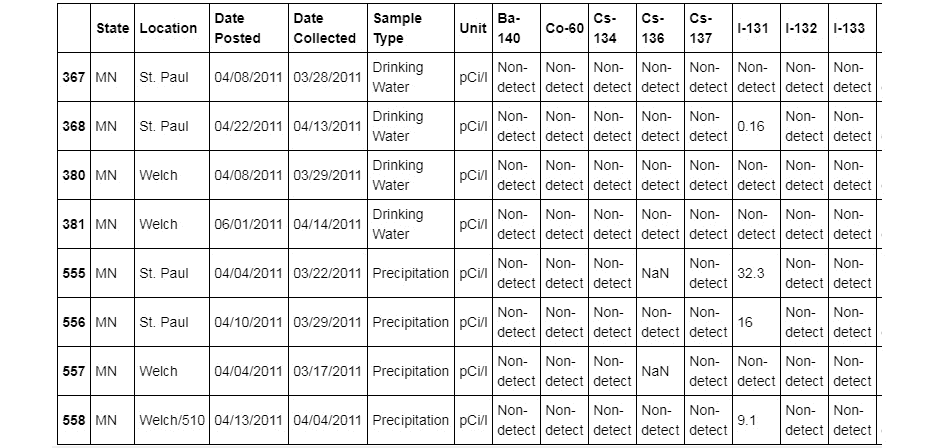 State Location Date Posted Date Collected Sample Type Unit Ba-140 Co-60 Cs-134 Cs-136 Cs-137 I-131 I-132 I-133
367 MN St. Paul 04/08/2011 03/28/2011 Drinking Water pCi/l Non-detect Non-detect Non-detect Non-detect Non-detect Non-detect Non-detect Non-detect
368 MN St. Paul 04/22/2011 04/13/2011 Drinking Water pCi/l Non-detect Non-detect Non-detect Non-detect Non-detect 0.16 Non-detect Non-detect
380 MN Welch 04/08/2011 03/29/2011 Drinking Water pCi/l Non-detect Non-detect Non-detect Non-detect Non-detect Non-detect Non-detect Non-detect
381 MN Welch 06/01/2011 04/14/2011 Drinking Water pCi/l Non-detect Non-detect Non-detect Non-detect Non-detect Non-detect Non-detect Non-detect
555 MN St. Paul 04/04/2011 03/22/2011 Precipitation pCi/l Non-detect Non-detect Non-detect NaN Non-detect 32.3 Non-detect Non-detect
556 MN St. Paul 04/10/2011 03/29/2011 Precipitation pCi/l Non-detect Non-detect Non-detect Non-detect Non-detect 16 Non-detect Non-detect
557 MN Welch 04/04/2011 03/17/2011 Precipitation pCi/l Non-detect Non-detect Non-detect NaN Non-detect Non-detect Non-detect Non-detect
558 MN Welch/510 04/13/2011 04/04/2011 Precipitation pCi/l Non-detect Non-detect Non-detect Non-detect Non-detect 9.1 Non-detect Non-detect